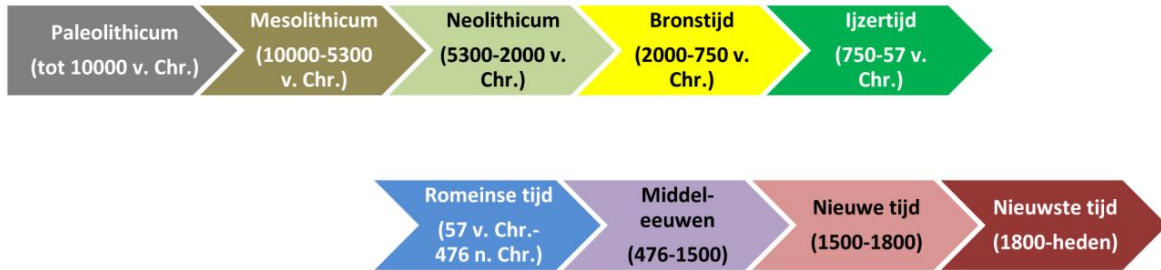 Paleolithicum
(tot 10000 v. Chr.)
Mesolithicum
(10000-5300
v. Chr.)
Neolithicum
(5300-2000 v.
Chr.)
Bronstijd
(2000-750 v.
Chr.)
Ijzertijd
(750-57 v.
Chr.)
Romeinse tijd
(57 v. Chr.-
476 n. Chr.)
Middel-
eeuwen
(476-1500)
Nieuwe tijd
(1500-1800)
Nieuwste tijd
(1800-heden)